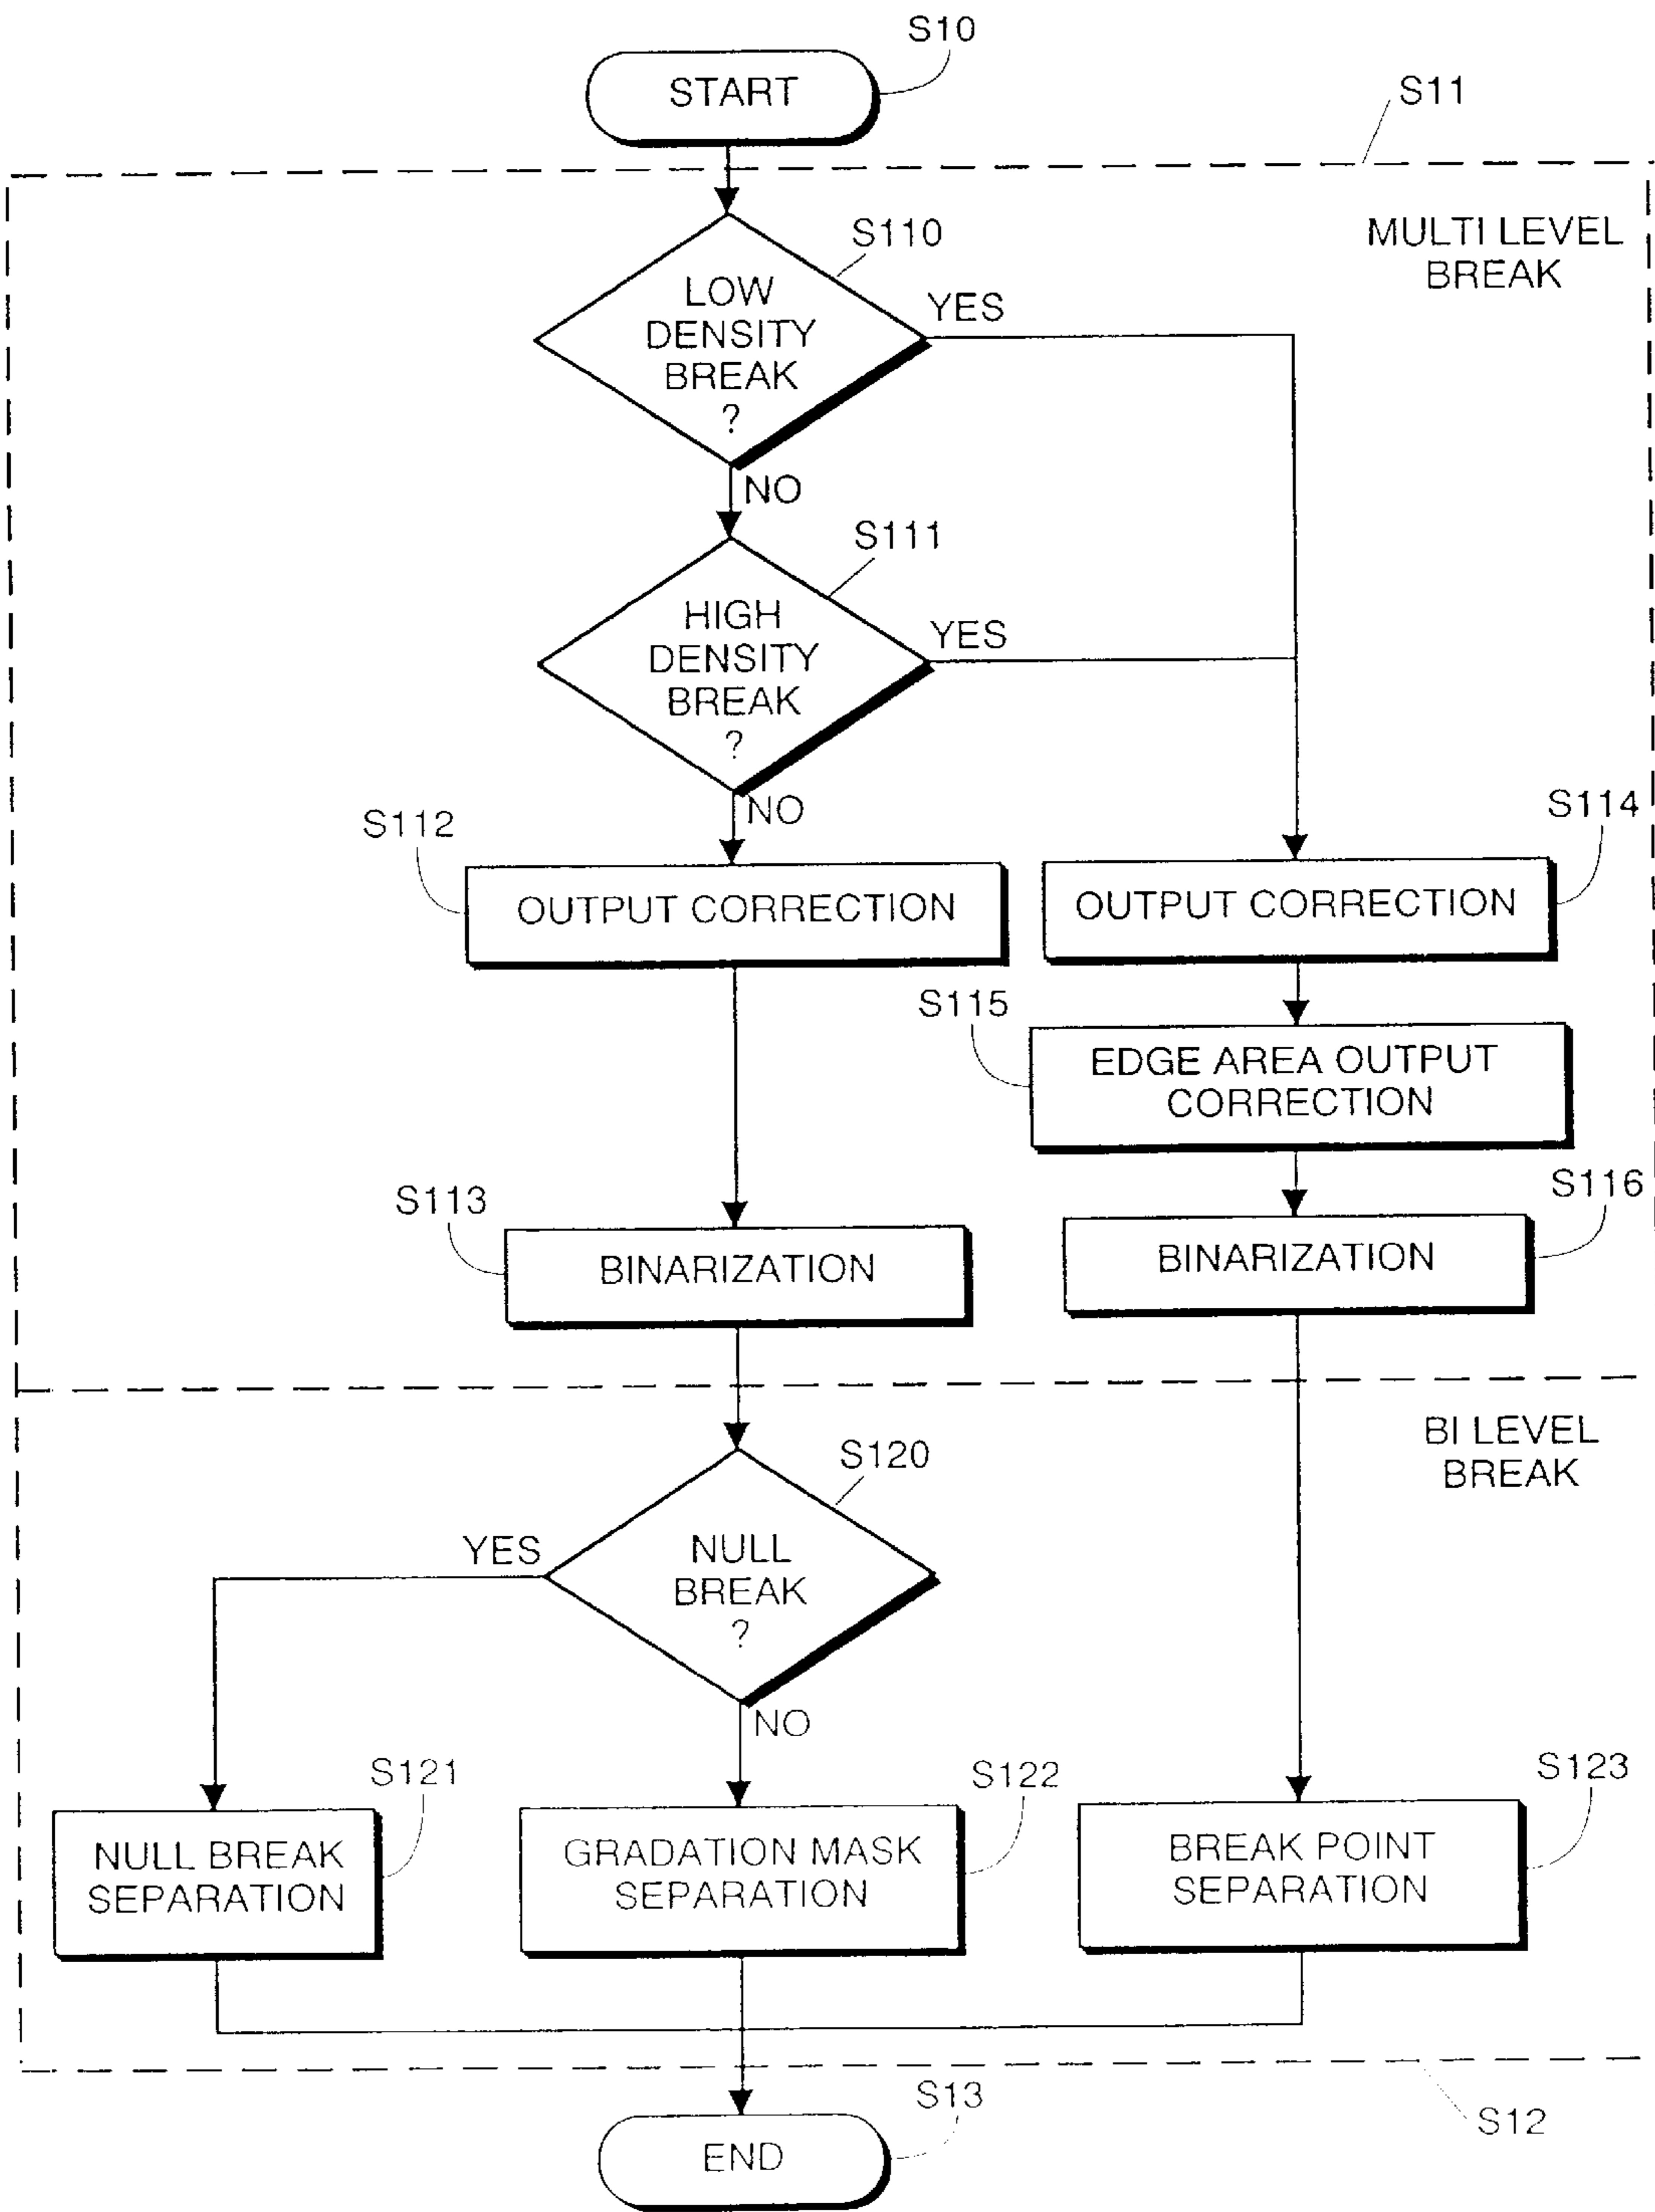 S10
START
S11
MULTI LEVEL
BREAK
S110
LOW
DENSITY
BREAK
?
YES
NO
S111
HIGH
DENSITY
BREAK
?
YES
NO
S112
OUTPUT CORRECTION
S114
OUTPUT CORRECTION
S115
EDGE AREA OUTPUT
CORRECTION
S113
BINARIZATION
S116
BINARIZATION
BI LEVEL
BREAK
S120
NULL
BREAK
?
YES
NO
S121
NULL BREAK
SEPARATION
S122
GRADATION MASK
SEPARATION
S123
BREAK POINT
SEPARATION
S13
END
S12